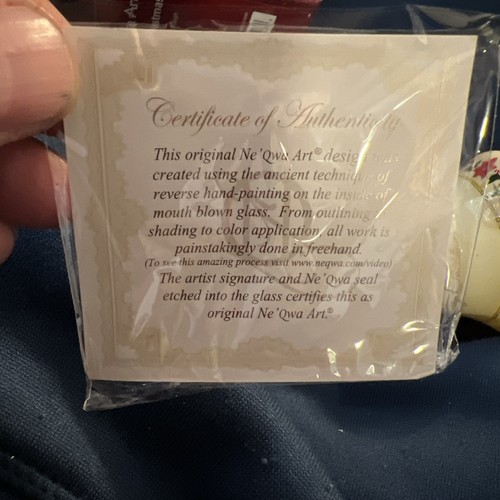 Certificate of Authenticity
This original Ne'Qwa Art® design
created using the ancient technique of
reverse hand-painting on the inside of
mouth blown glass. From outlining
shading to color application, all work is
painstakingly done in freehand.
(To see this amazing process visit www.neqwa.com/video)
The artist signature and Ne'Qwa seal
etched into the glass certifies this as
original Ne'Qwa Art.®